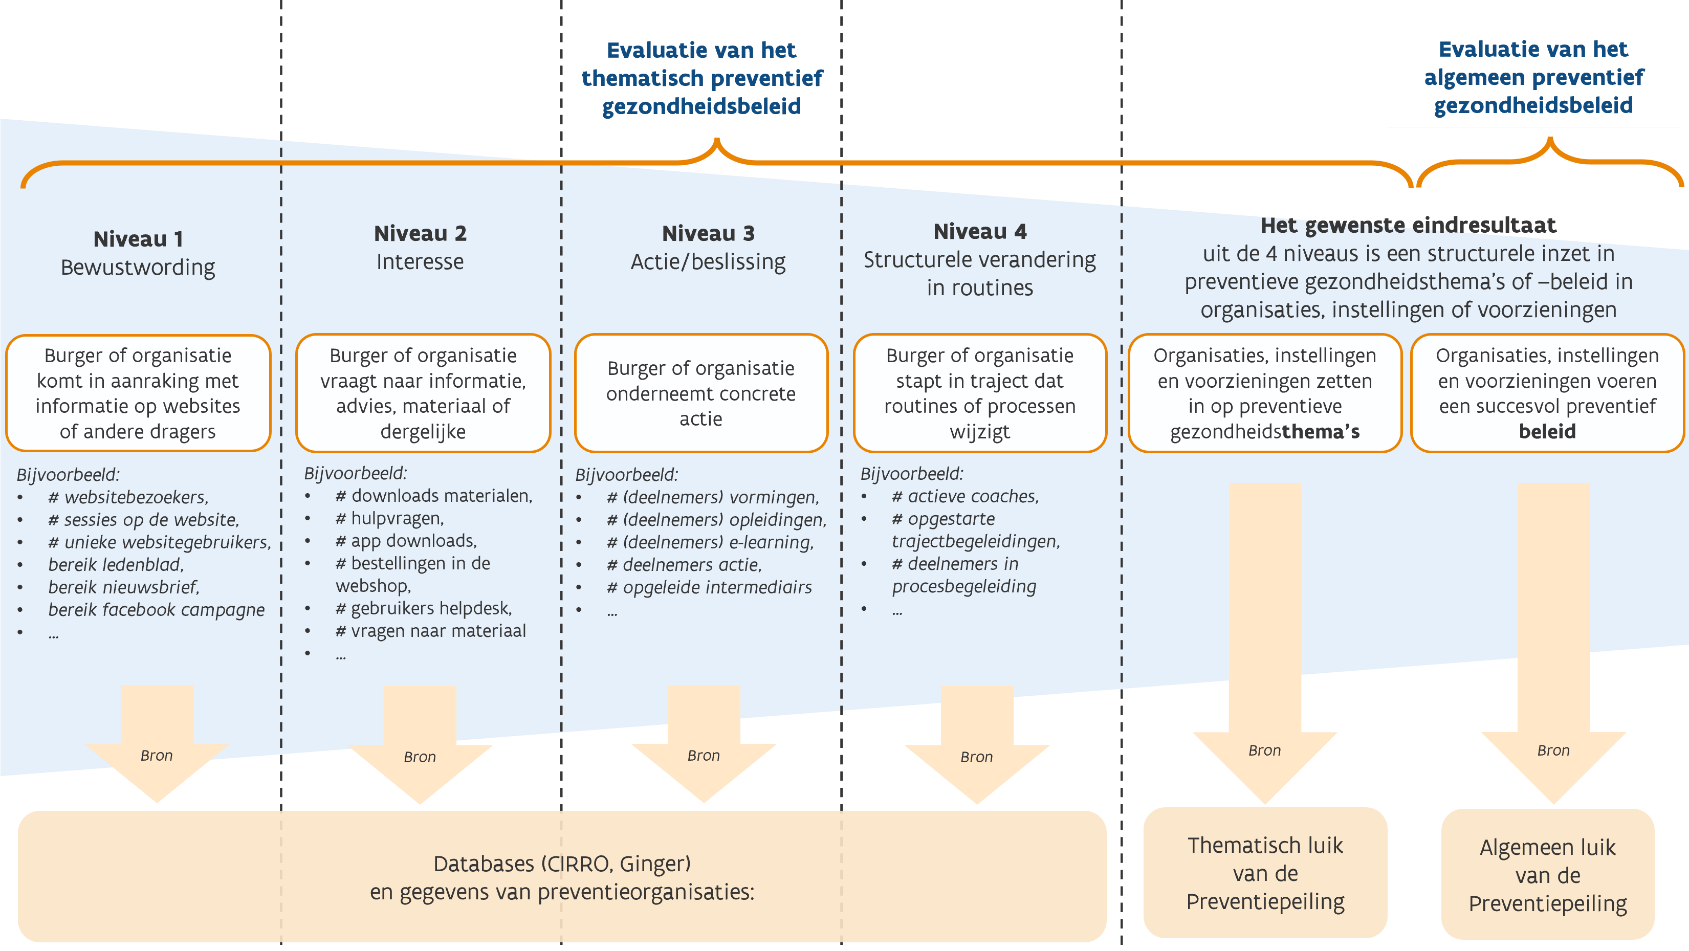 Evaluatie van het
thematisch preventief
gezondheidsbeleid
Evaluatie van het
algemeen preventief
gezondheidsbeleid
Niveau 1
Bewustwording
Niveau 2
Interesse
Niveau 3
Actie/beslissing
Niveau 4
Structurele verandering
in routines
Het gewenste eindresultaat
uit de 4 niveaus is een structurele inzet in
preventieve gezondheidsthema's of –beleid in
organisaties, instellingen of voorzieningen
Burger of organisatie
komt in aanraking met
informatie op websites
of andere dragers
Burger of organisatie
vraagt naar informatie,
advies, materiaal of
dergelijke
Burger of organisatie
onderneemt concrete
actie
Burger of organisatie
stapt in traject dat
routines of processen
wijzigt
Organisaties, instellingen
en voorzieningen zetten
in op preventieve
gezondheidsthema's
Organisaties, instellingen
en voorzieningen voeren
een succesvol preventief
beleid
Bijvoorbeeld:
• # websitebezoekers,
• # sessies op de website,
• # unieke websitegebruikers,
• bereik ledenblad,
• bereik nieuwsbrief,
• bereik facebook campagne
• ...
Bijvoorbeeld:
• # downloads materialen,
• # hulpvragen,
• # app downloads,
• # bestellingen in de
webshop,
• # gebruikers helpdesk,
• # vragen naar materiaal
• ...
Bijvoorbeeld:
• # (deelnemers) vormingen,
• # (deelnemers) opleidingen,
• # (deelnemers) e-learning,
• # deelnemers actie,
• # opgeleide intermediairs
• ...
Bijvoorbeeld:
• # actieve coaches,
• # opgestarte
trajectbegeleidingen,
• # deelnemers in
procesbegeleiding
• ...
Bron
Bron
Bron
Bron
Bron
Bron
Databases (CIRRO, Ginger)
en gegevens van preventieorganisaties:
Thematisch luik
van de
Preventiepeiling
Algemeen luik
van de
Preventiepeiling